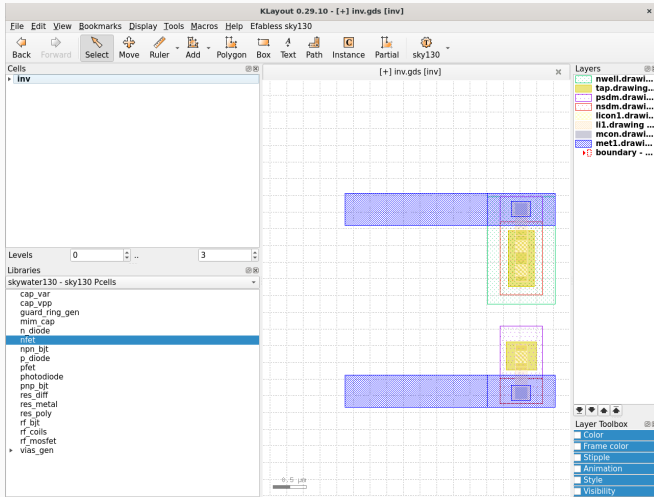 KLayout 0.29.10 - [+] inv.gds [inv]
File Edit View Bookmarks Display Tools Macros Help Efabless sky130
Back Forward Select Move Ruler Add Polygon Box Text Path Instance Partial sky130
Cells
inv
Levels 0 .. 3
Libraries
skywater130 - sky130 Pcells
cap_var
cap_vpp
guard_ring_gen
mim_cap
n_diode
nfet
npn_bjt
p_diode
pfet
photodiode
pnp_bjt
res_diff
res_metal
res_poly
rf_bjt
rf_coils
rf_mosfet
vias_gen
[+] inv.gds [inv]
0.5 µm
Layers
nwell.drawi...
tap.drawing...
psdm.drawi...
nsdm.drawi...
licon1.drawi...
li1.drawing ...
mcon.drawi...
met1.drawi...
boundary - ...
Layer Toolbox
Color
Frame color
Stipple
Animation
Style
Visibility